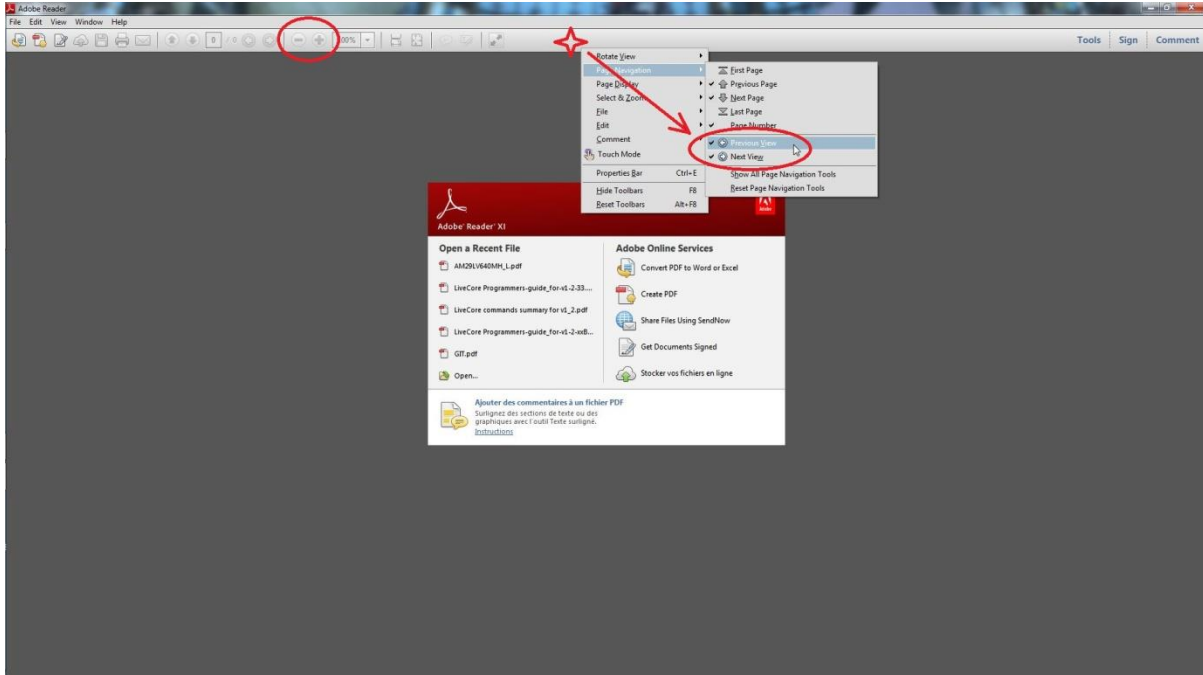 Adobe Reader
File Edit View Window Help
0 / 0 100%
Tools Sign Comment
Rotate View
Page Navigation
Page Display
Select & Zoom
File
Edit
Comment
Touch Mode
Properties Bar Ctrl+E
Hide Toolbars F8
Reset Toolbars Alt+F8
First Page
Previous Page
Next Page
Last Page
Page Number
Previous View
Next View
Show All Page Navigation Tools
Reset Page Navigation Tools
Adobe Reader XI
Adobe
Open a Recent File
AM29LV640MH_L.pdf
LiveCore Programmers-guide_for-v1-2-33....
LiveCore commands summary for v1_2.pdf
LiveCore Programmers-guide_for-v1-2-xxB...
Open...
Adobe Online Services
Convert PDF to Word or Excel
Create PDF
Share Files Using SendNow
Get Documents Signed
Stocker vos fichiers en ligne
Ajouter des commentaires à un fichier PDF
Surlignez des sections de texte ou des
graphiques avec l'outil Texte surligné.
Instructions